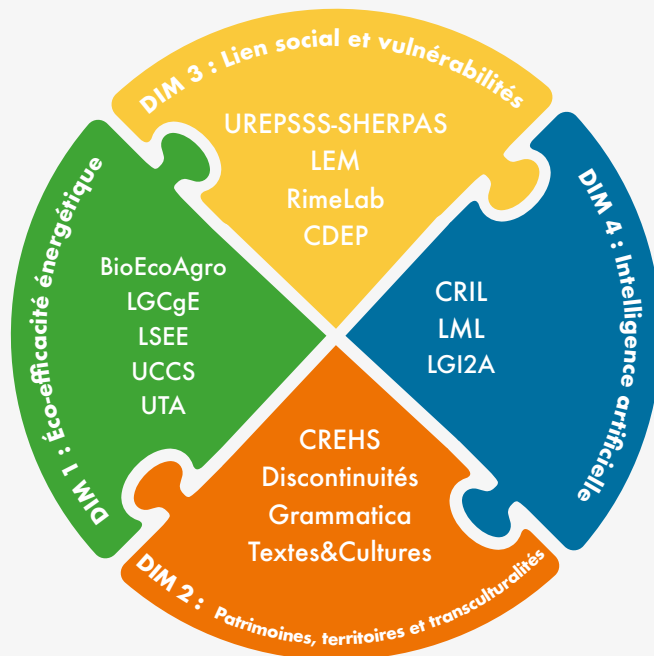 DIM 3 : Lien social et vulnérabilités
UREPSSS-SHERPAS
LEM
RimeLab
CDEP
DIM 1 : Éco-efficacité énergétique
BioEcoAgro
LGCgE
LSEE
UCCS
UTA
DIM 4 : Intelligence artificielle
CRIL
LML
LGI2A
CREHS
Discontinuités
Grammatica
Textes&Cultures
DIM 2 : Patrimoines, territoires et transculturalités